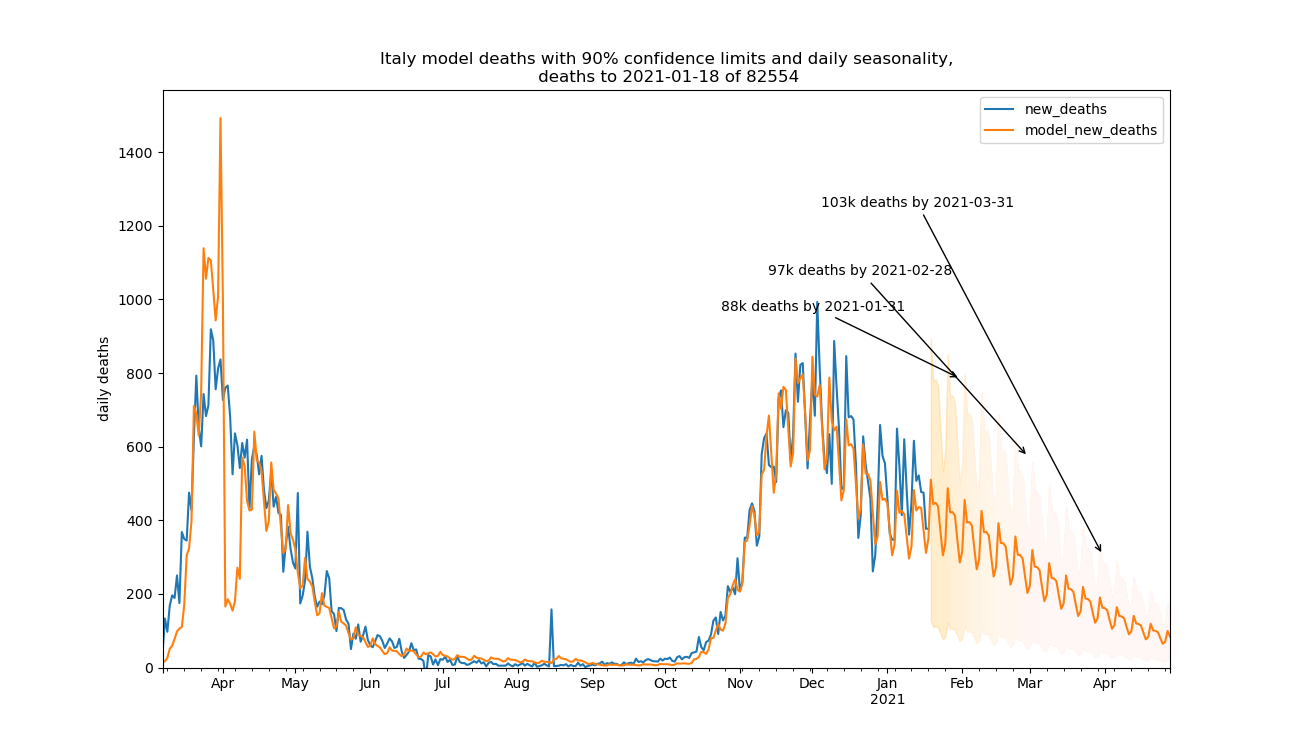 Italy model deaths with 90% confidence limits and daily seasonality,
deaths to 2021-01-18 of 82554
new_deaths
model_new_deaths
1400
1200
1000
800
600
400
200
0
daily deaths
103k deaths by 2021-03-31
97k deaths by 2021-02-28
88k deaths by 2021-01-31
Apr May Jun Jul Aug Sep Oct Nov Dec Jan Feb Mar Apr
2021